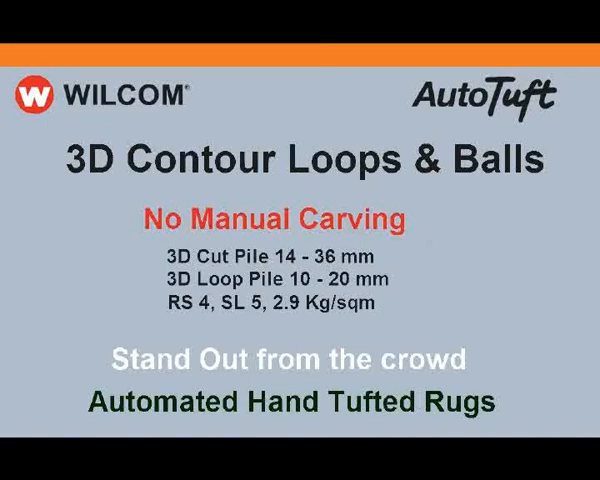 W WILCOM®
AutoTuft
3D Contour Loops & Balls
No Manual Carving
3D Cut Pile 14 - 36 mm
3D Loop Pile 10 - 20 mm
RS 4, SL 5, 2.9 Kg/sqm
Stand Out from the crowd
Automated Hand Tufted Rugs